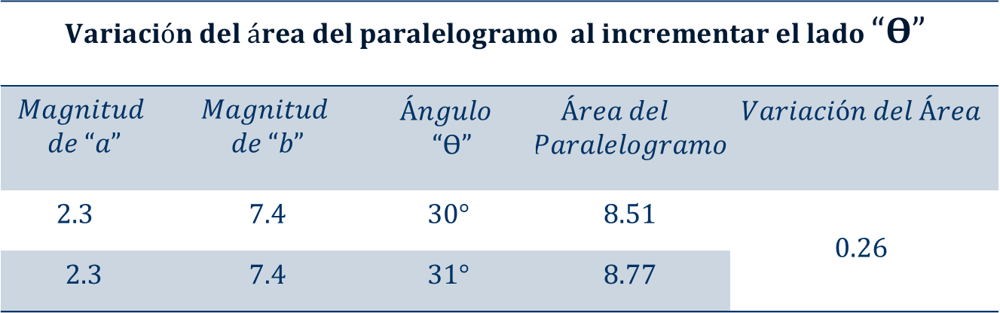 Variación del área del paralelogramo al incrementar el lado “ϴ”
Magnitud de “a”
Magnitud de “b”
Ángulo “ϴ”
Área del Paralelogramo
Variación del Área
2.3 7.4 30° 8.51
0.26
2.3 7.4 31° 8.77